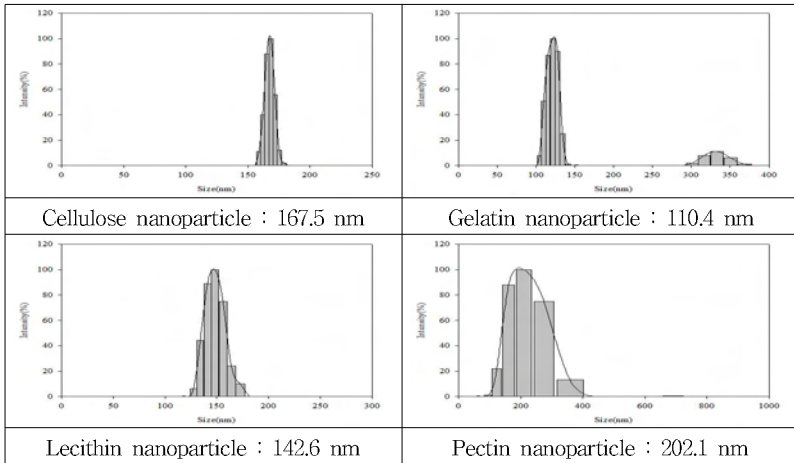 120
100
80
60
40
20
0
Intensity(%)
0 50 100 150 200 250
Size(nm)
120
100
80
60
40
20
0
Intensity(%)
0 50 100 150 200 250 300 350 400
Size(nm)
Cellulose nanoparticle : 167.5 nm
Gelatin nanoparticle : 110.4 nm
120
100
80
60
40
20
0
Intensity(%)
0 50 100 150 200 250 300
Size(nm)
120
100
80
60
40
20
0
Intensity(%)
0 200 400 600 800 1000
Size(nm)
Lecithin nanoparticle : 142.6 nm
Pectin nanoparticle : 202.1 nm